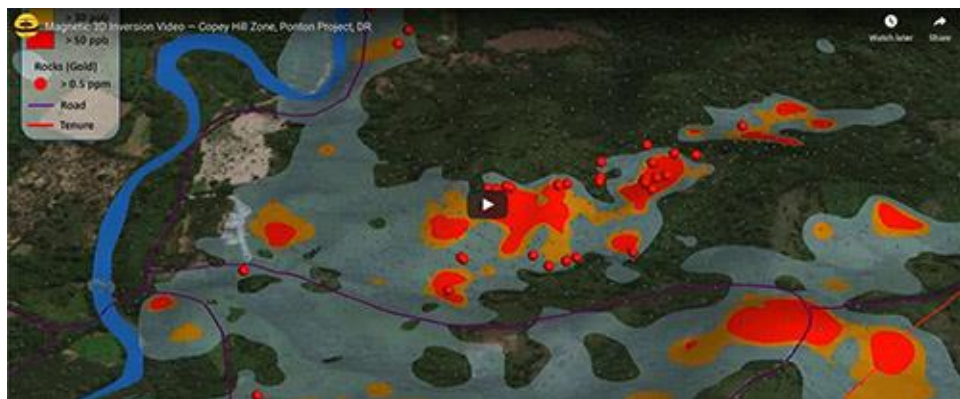 Magnetic 3D Inversion Video — Copey Hill Zone, Ponton Project, DR
Watch later
Share
> 50 ppb
Rocks (Gold)
> 0.5 ppm
Road
Tenure